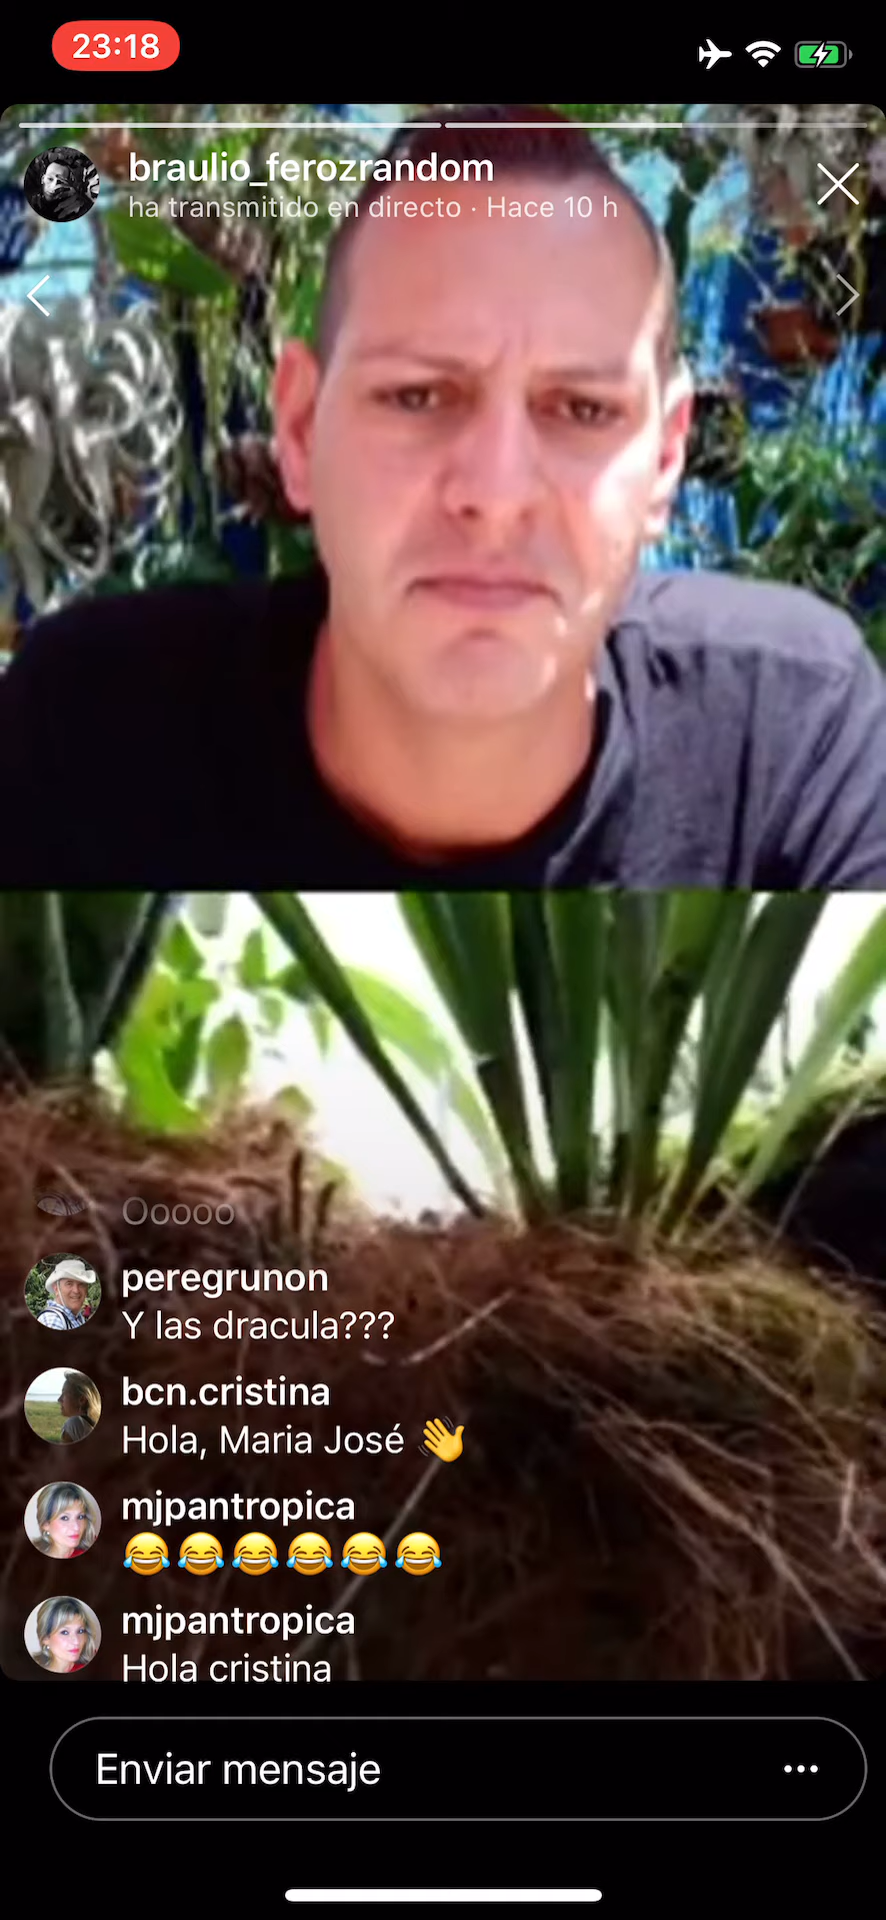 23:18
braulio_ferozrandom
ha transmitido en directo · Hace 10 h
Ooooo
peregrunon
Y las dracula???
bcn.cristina
Hola, Maria José 👋
mjpantropica
😂😂😂😂😂😂
mjpantropica
Hola cristina
Enviar mensaje